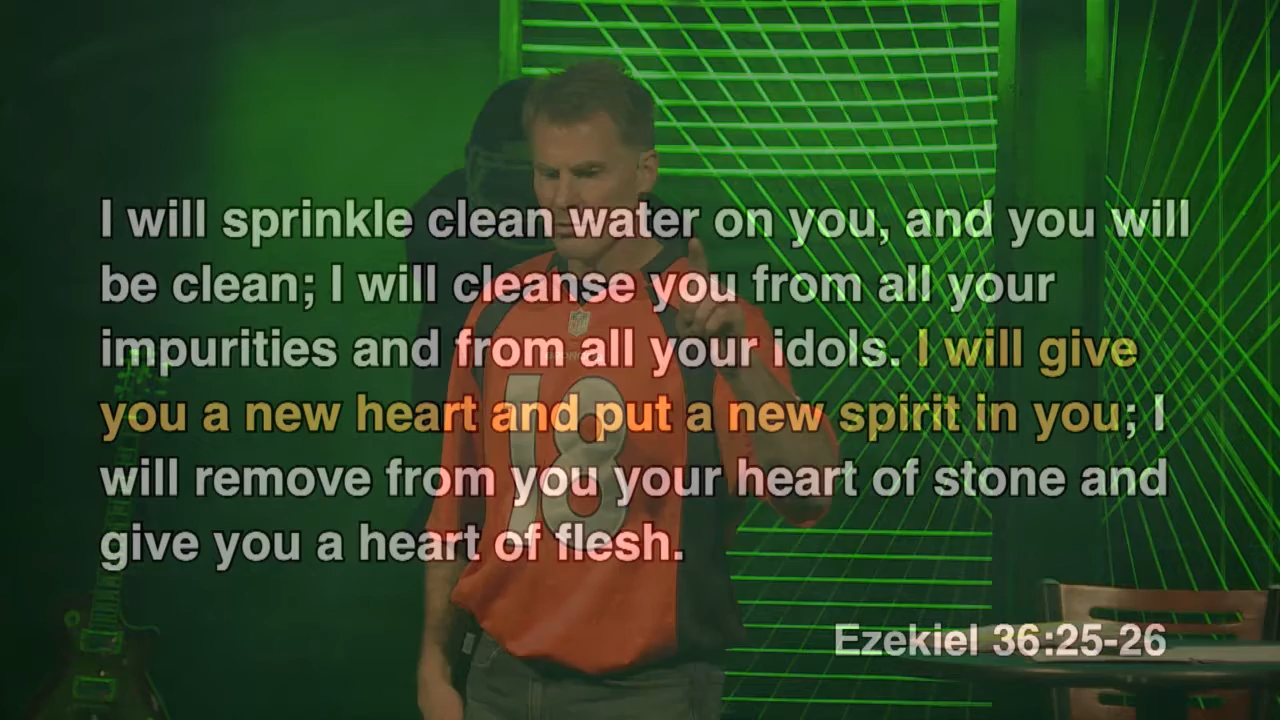 I will sprinkle clean water on you, and you will
be clean; I will cleanse you from all your
impurities and from all your idols. I will give
you a new heart and put a new spirit in you; I
will remove from you your heart of stone and
give you a heart of flesh.
Ezekiel 36:25-26
NFL
18